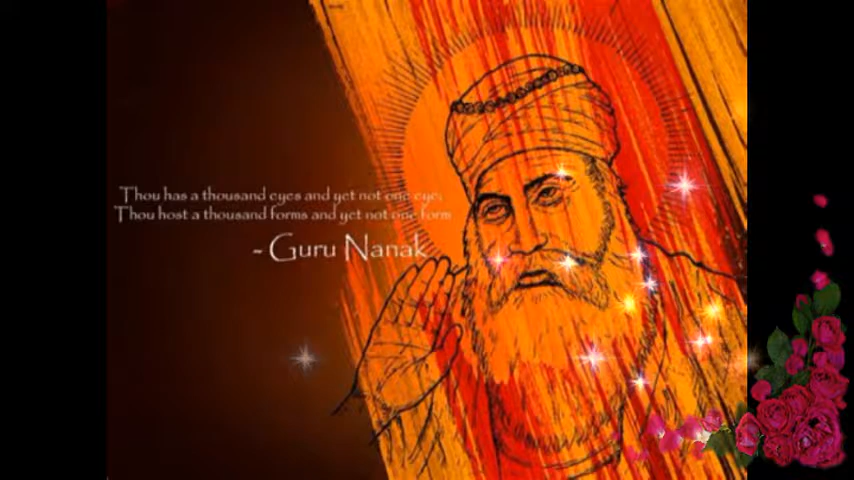 Thou has a thousand eyes and yet not one eye;
Thou host a thousand forms and yet not one form
- Guru Nanak